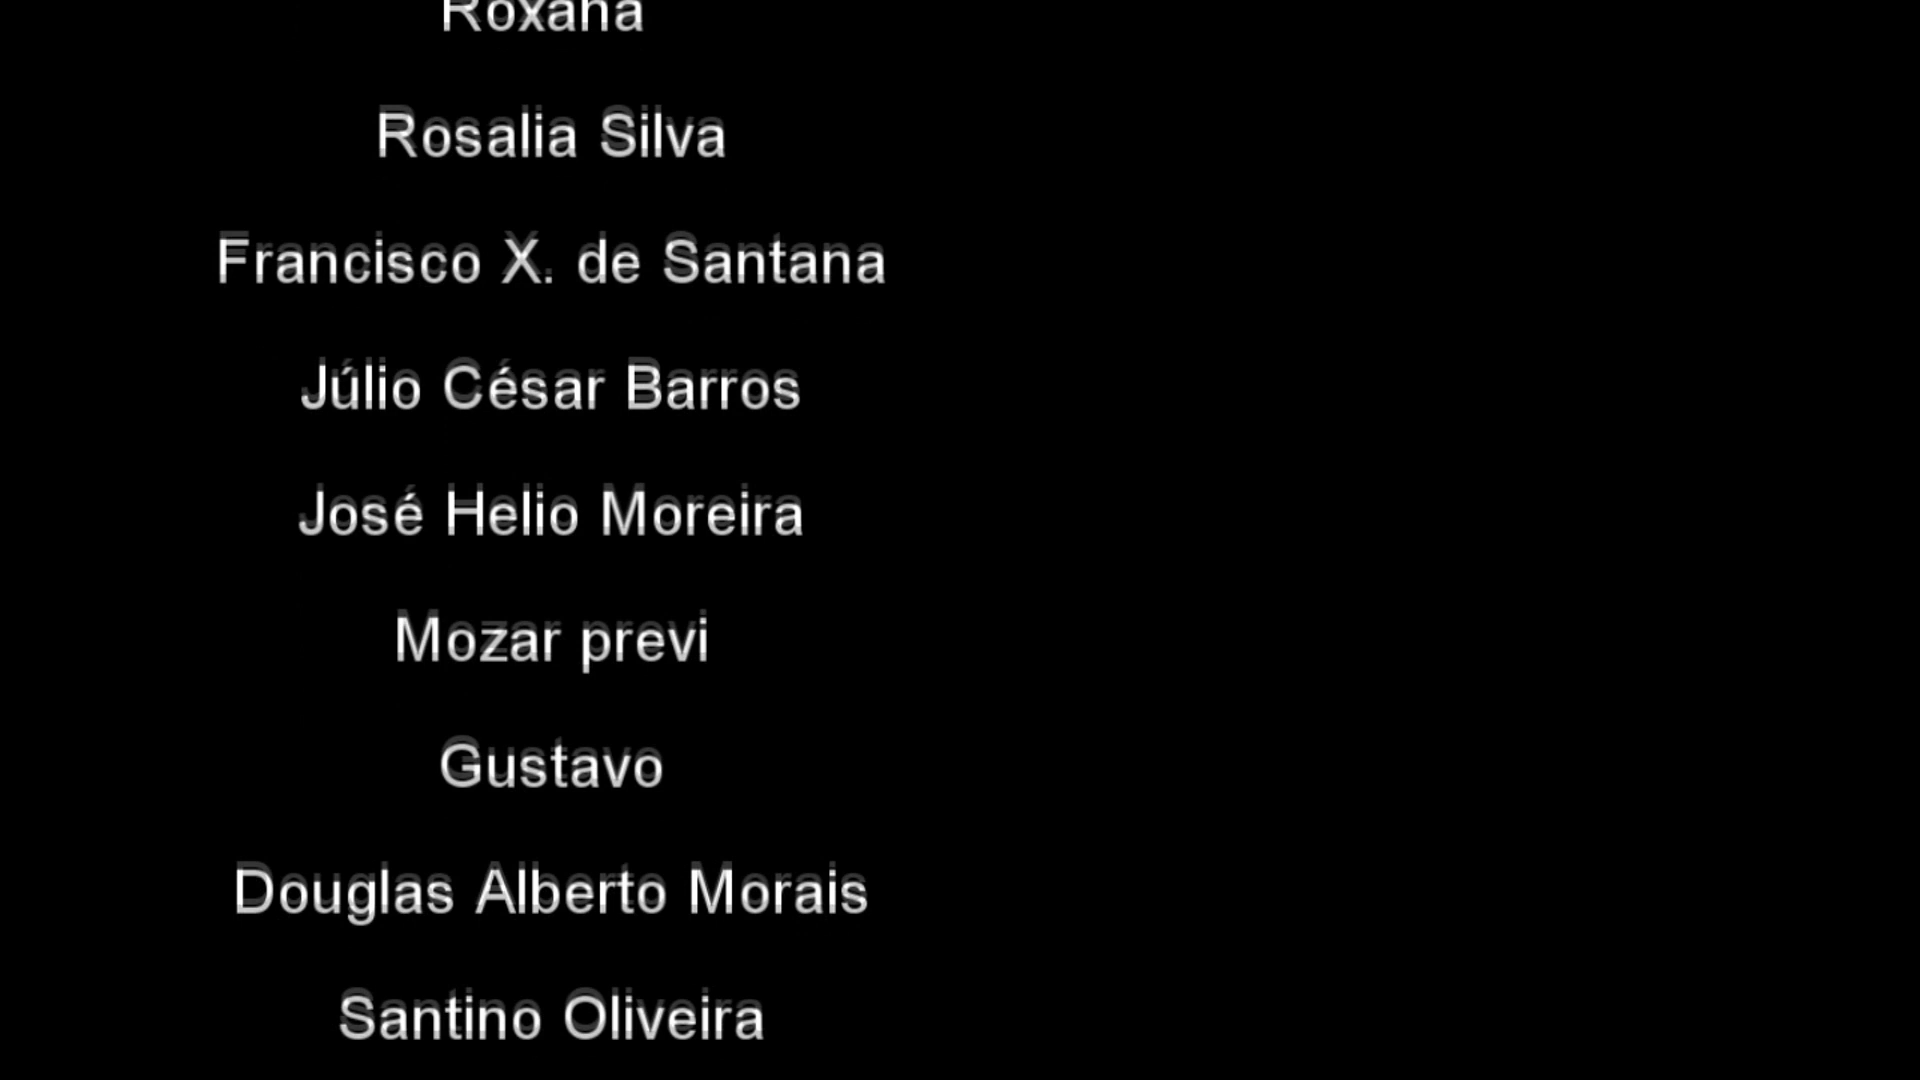 Roxana
Rosalia Silva
Francisco X. de Santana
Júlio César Barros
José Helio Moreira
Mozar previ
Gustavo
Douglas Alberto Morais
Santino Oliveira